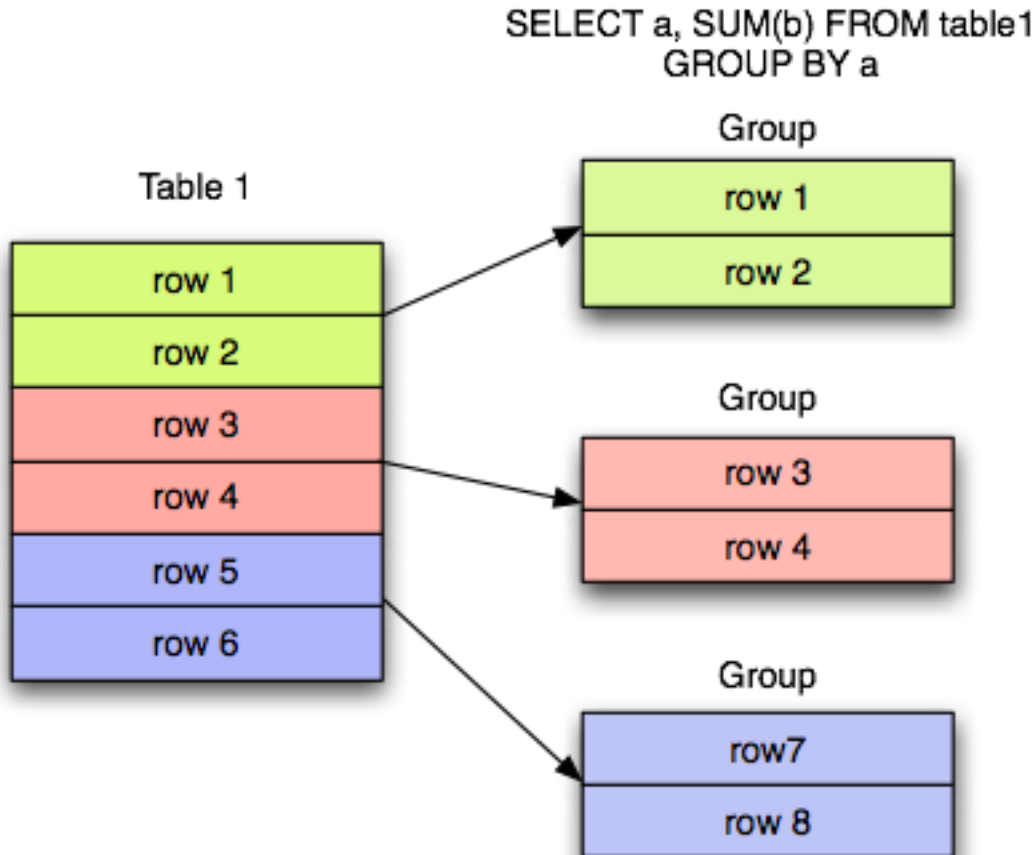 SELECT a, SUM(b) FROM table1
GROUP BY a
Table 1
row 1
row 2
row 3
row 4
row 5
row 6
Group
row 1
row 2
Group
row 3
row 4
Group
row7
row 8